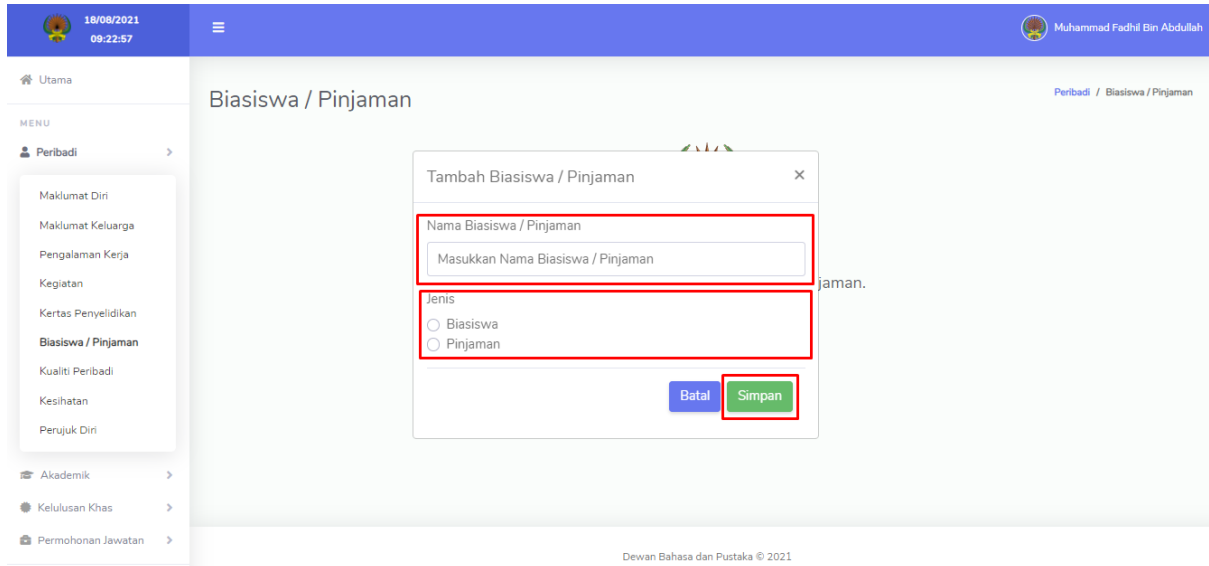 18/08/2021
09:22:57
Muhammad Fadhil Bin Abdullah
Utama
MENU
Peribadi
Maklumat Diri
Maklumat Keluarga
Pengalaman Kerja
Kegiatan
Kertas Penyelidikan
Biasiswa / Pinjaman
Kualiti Peribadi
Kesihatan
Perujuk Diri
Akademik
Kelulusan Khas
Permohonan Jawatan
Biasiswa / Pinjaman
Peribadi / Biasiswa / Pinjaman
Tambah Biasiswa / Pinjaman
×
Nama Biasiswa / Pinjaman
Masukkan Nama Biasiswa / Pinjaman
jaman.
Jenis
Biasiswa
Pinjaman
Batal Simpan
Dewan Bahasa dan Pustaka © 2021